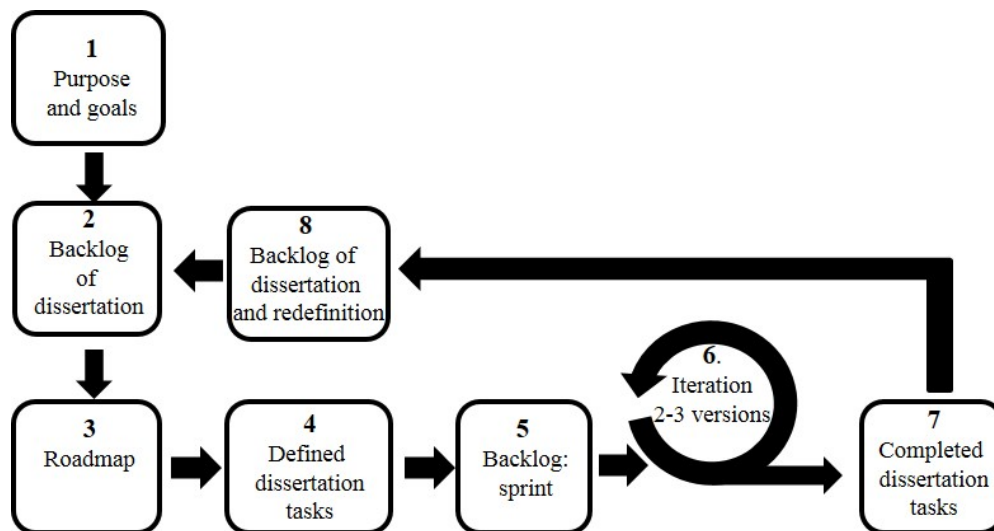 1
Purpose
and goals
2
Backlog
of
dissertation
8
Backlog of
dissertation
and redefinition
3
Roadmap
4
Defined
dissertation
tasks
5
Backlog:
sprint
6.
Iteration
2-3 versions
7
Completed
dissertation
tasks